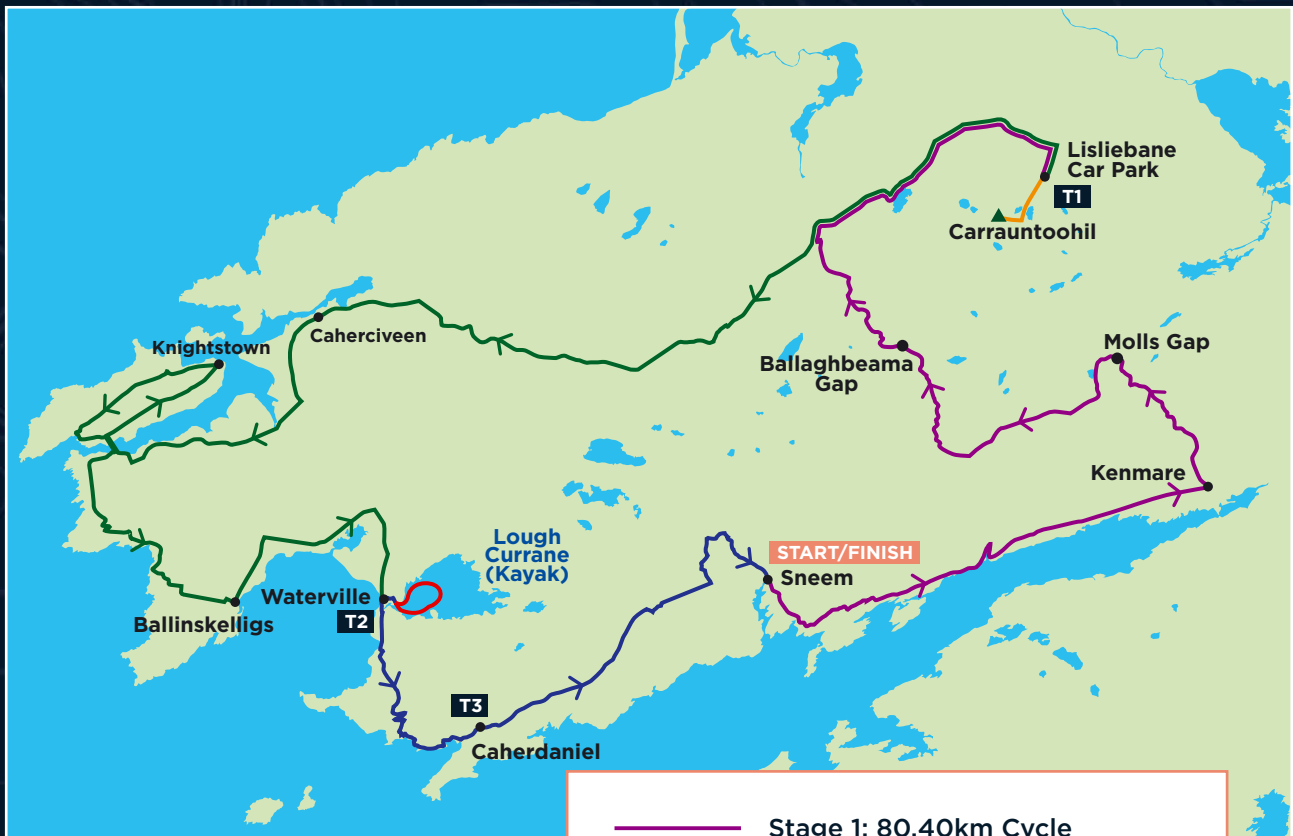 Lisliebane
Car Park
T1
Carrauntoohil
Caherciveen
Knightstown
Ballaghbeama
Gap
Molls Gap
Kenmare
Lough
Currane
(Kayak)
START/FINISH
Sneem
Waterville
T2
Ballinskelligs
T3
Caherdaniel
Stage 1: 80.40km Cycle